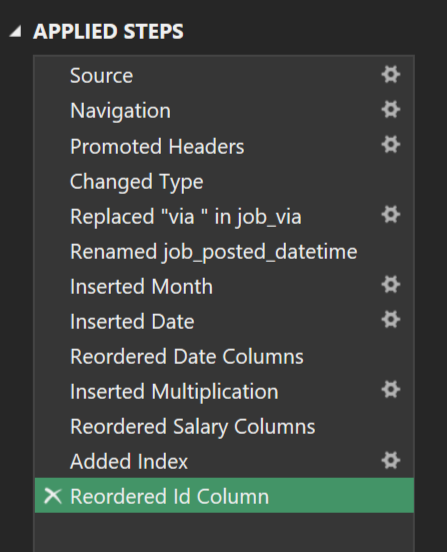 APPLIED STEPS
Source
Navigation
Promoted Headers
Changed Type
Replaced "via " in job_via
Renamed job_posted_datetime
Inserted Month
Inserted Date
Reordered Date Columns
Inserted Multiplication
Reordered Salary Columns
Added Index
Reordered Id Column